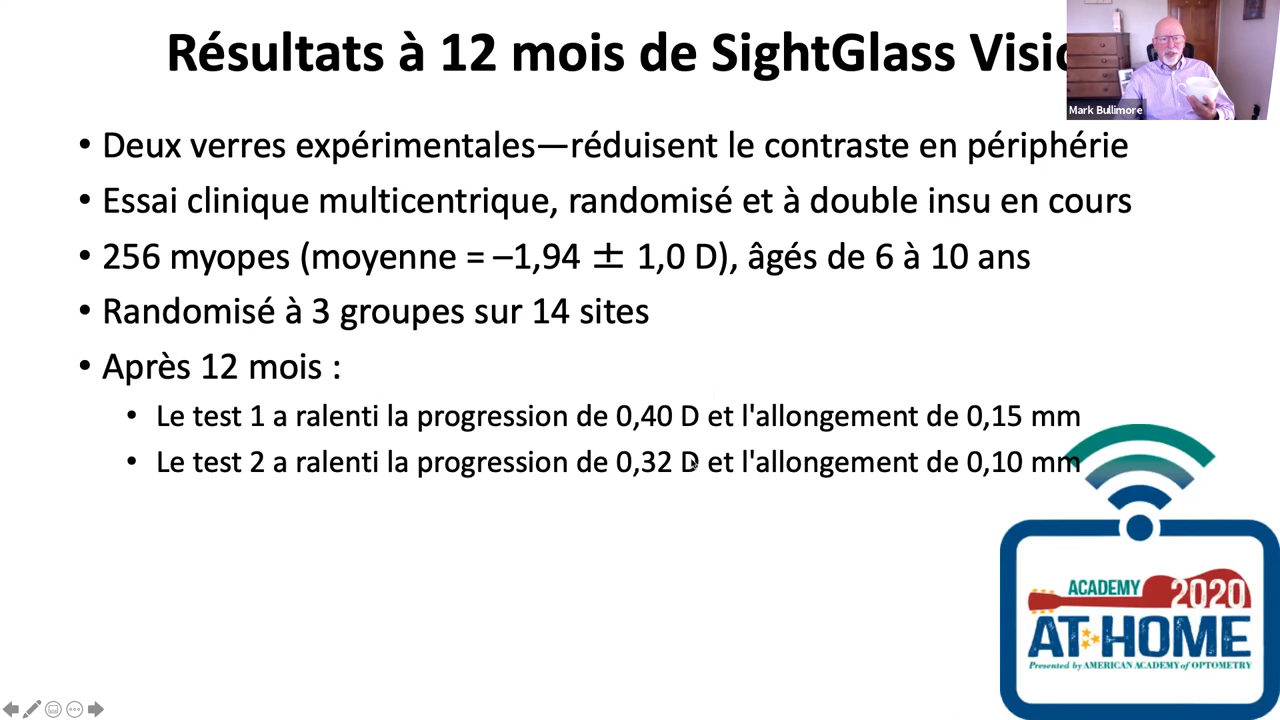 Résultats à 12 mois de SightGlass Visio
Mark Bullimore
• Deux verres expérimentales—réduisent le contraste en périphérie
• Essai clinique multicentrique, randomisé et à double insu en cours
• 256 myopes (moyenne = –1,94 ± 1,0 D), âgés de 6 à 10 ans
• Randomisé à 3 groupes sur 14 sites
• Après 12 mois :
• Le test 1 a ralenti la progression de 0,40 D et l'allongement de 0,15 mm
• Le test 2 a ralenti la progression de 0,32 D et l'allongement de 0,10 mm
ACADEMY 2020
AT HOME
Presented by AMERICAN ACADEMY of OPTOMETRY